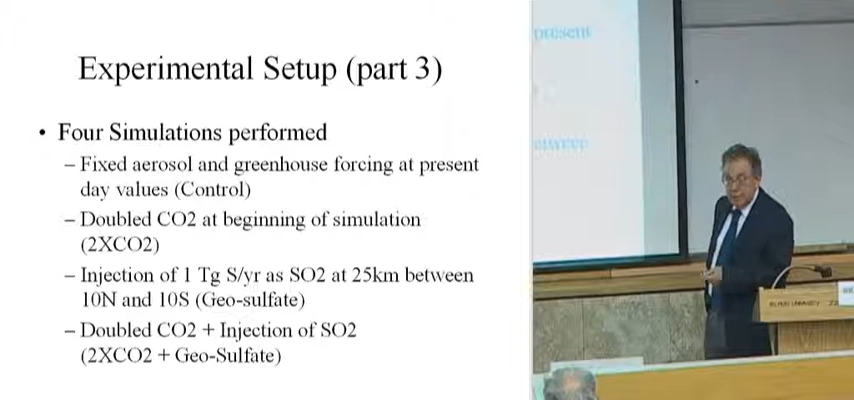 Experimental Setup (part 3)
• Four Simulations performed
– Fixed aerosol and greenhouse forcing at present
day values (Control)
– Doubled CO2 at beginning of simulation
(2XCO2)
– Injection of 1 Tg S/yr as SO2 at 25km between
10N and 10S (Geo-sulfate)
– Doubled CO2 + Injection of SO2
(2XCO2 + Geo-Sulfate)
present